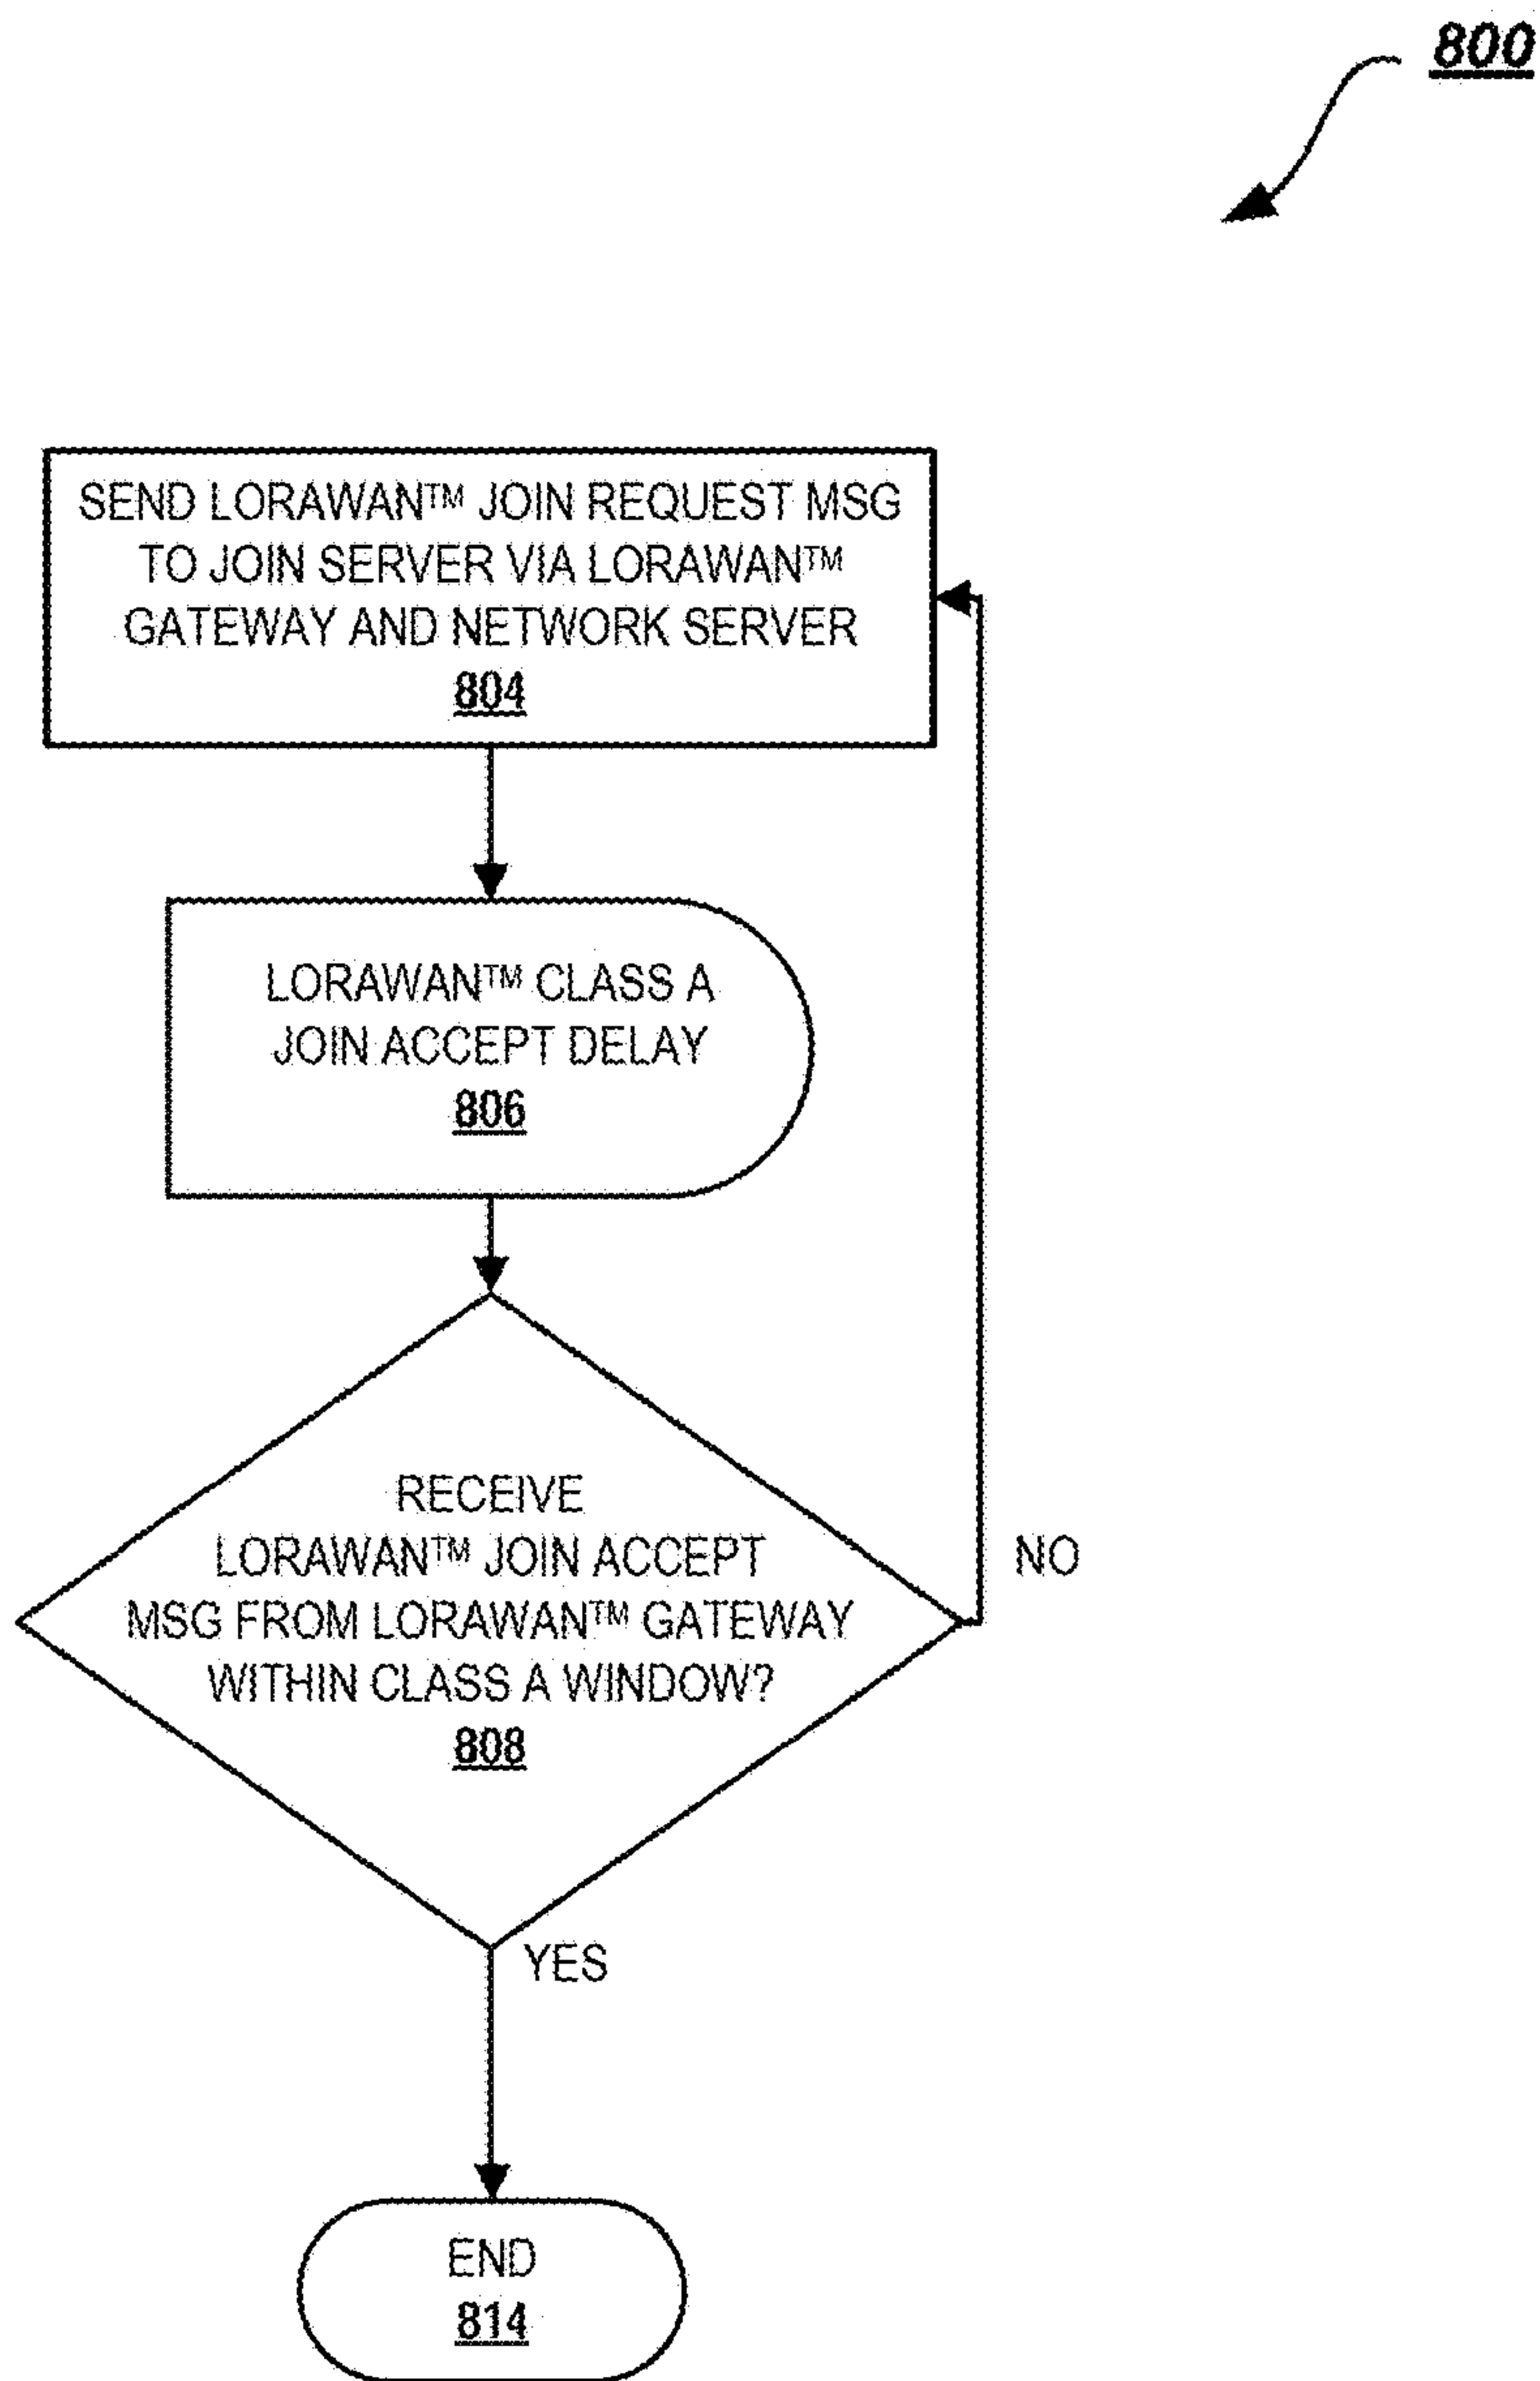 800
SEND LORAWAN™ JOIN REQUEST MSG
TO JOIN SERVER VIA LORAWAN™
GATEWAY AND NETWORK SERVER
804
LORAWAN™ CLASS A
JOIN ACCEPT DELAY
806
RECEIVE
LORAWAN™ JOIN ACCEPT
MSG FROM LORAWAN™ GATEWAY
WITHIN CLASS A WINDOW?
808
NO
YES
END
814